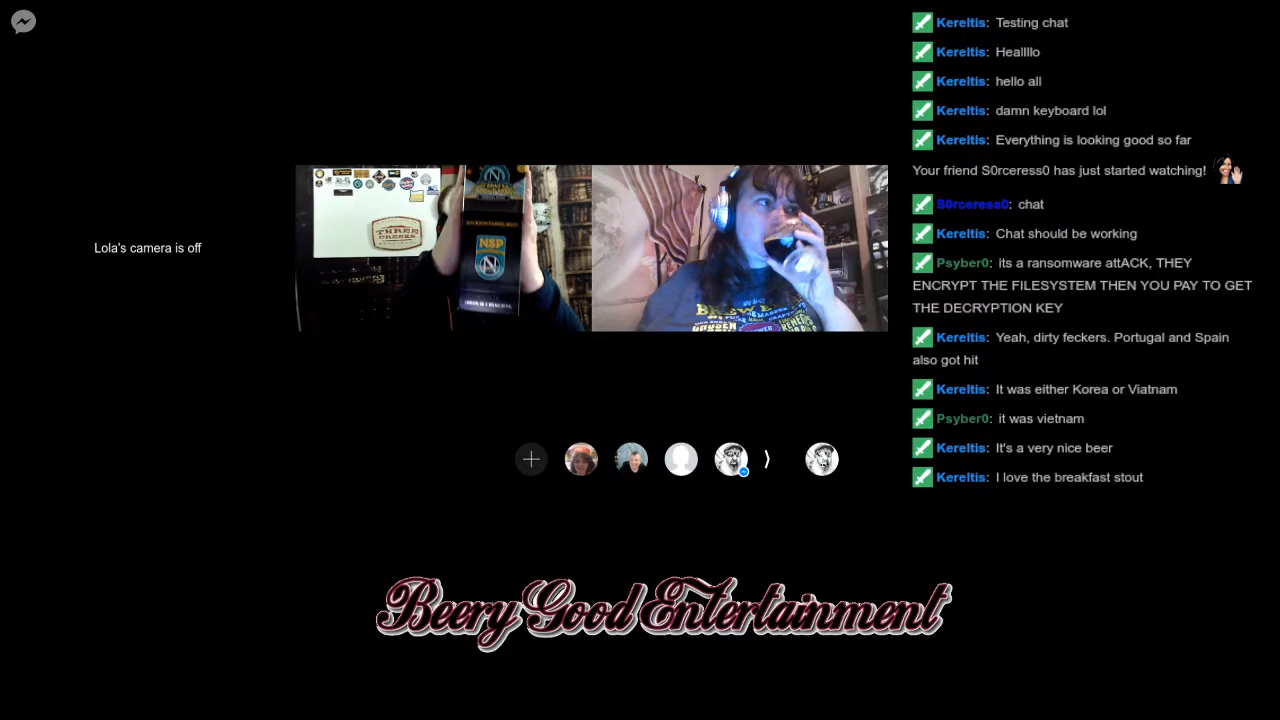 Kereltis: Testing chat
Kereltis: Heallllo
Kereltis: hello all
Kereltis: damn keyboard lol
Kereltis: Everything is looking good so far
Your friend S0rceress0 has just started watching!
S0rceress0: chat
Kereltis: Chat should be working
Psyber0: its a ransomware attACK, THEY
ENCRYPT THE FILESYSTEM THEN YOU PAY TO GET
THE DECRYPTION KEY
Kereltis: Yeah, dirty feckers. Portugal and Spain
also got hit
Kereltis: It was either Korea or Viatnam
Psyber0: it was vietnam
Kereltis: It's a very nice beer
Kereltis: I love the breakfast stout
Lola's camera is off
THREE
CREEKS
NSP
N
BREW
Beery Good Entertainment